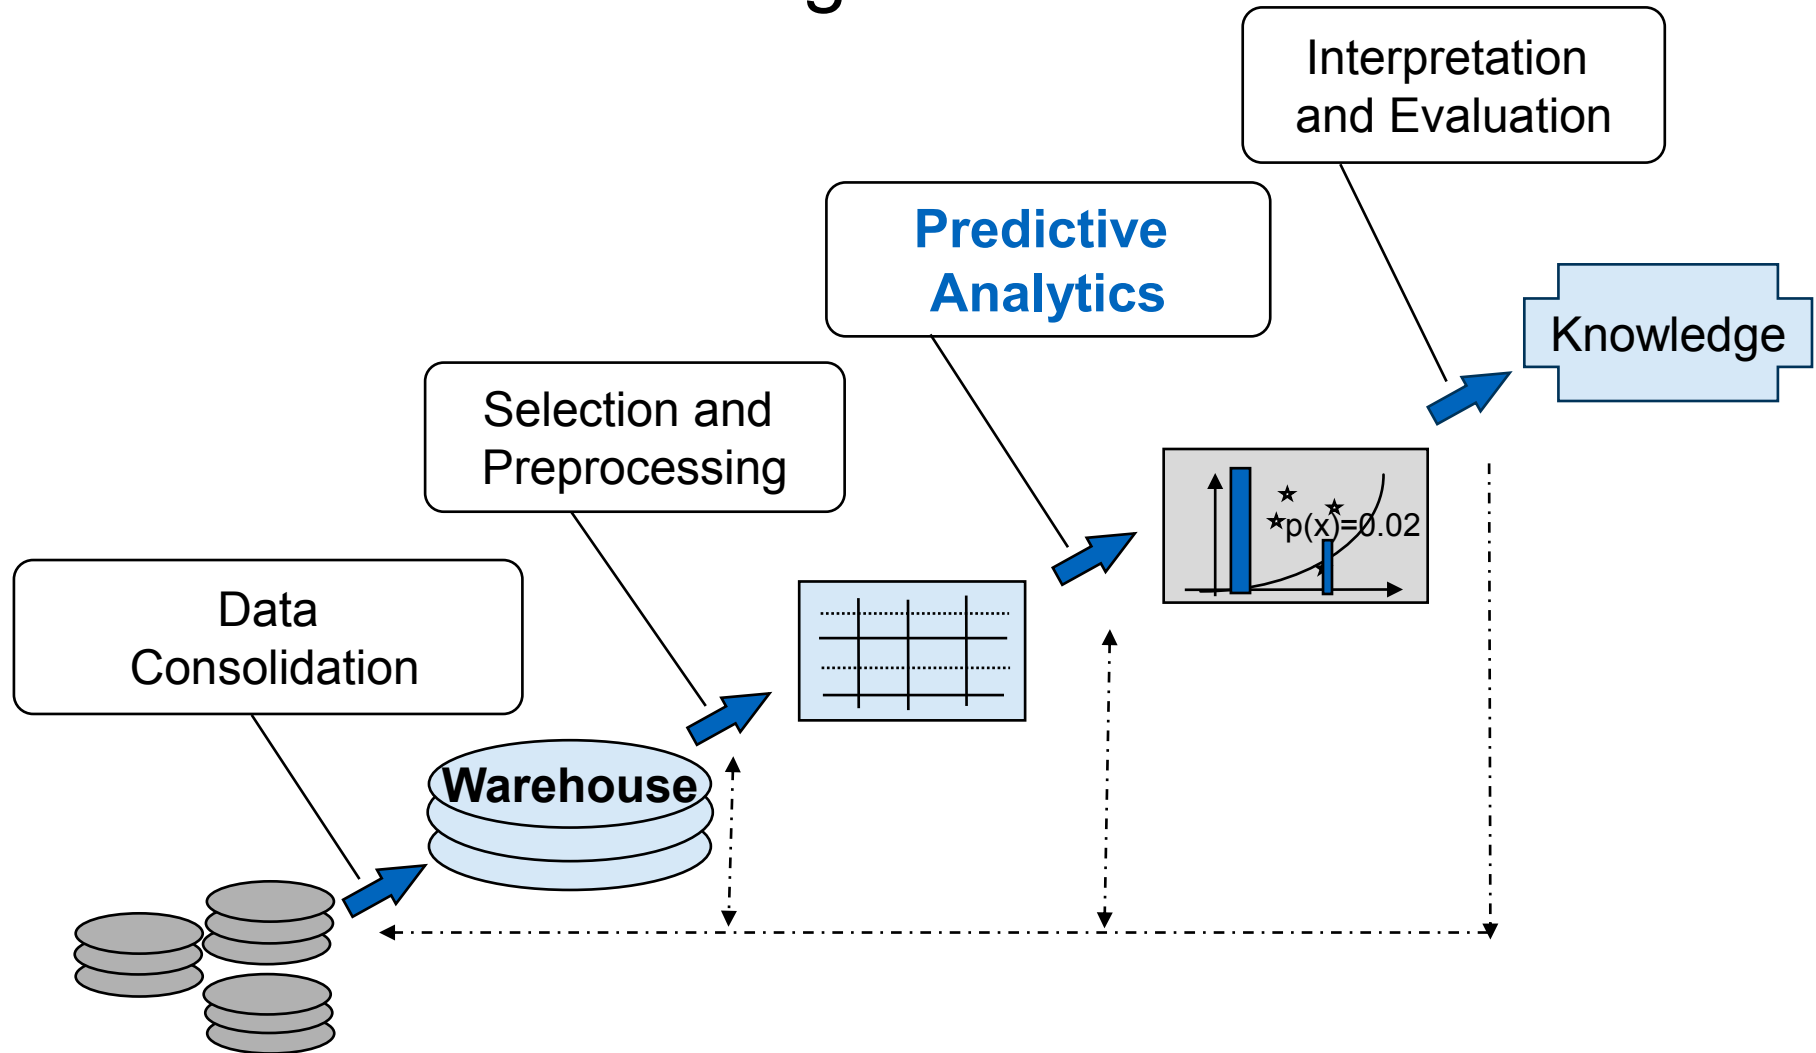 Interpretation
and Evaluation
Predictive
Analytics
Knowledge
Selection and
Preprocessing
p(x)=0.02
Data
Consolidation
Warehouse